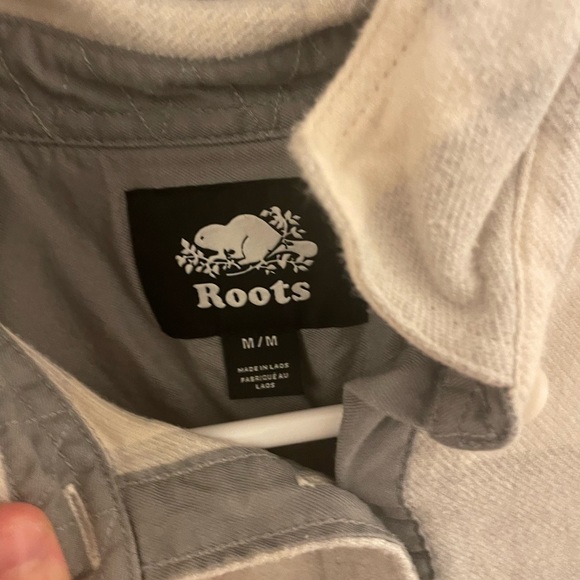 Roots
M/M
MADE IN LAOS
FABRIQUÉ AU
LAOS